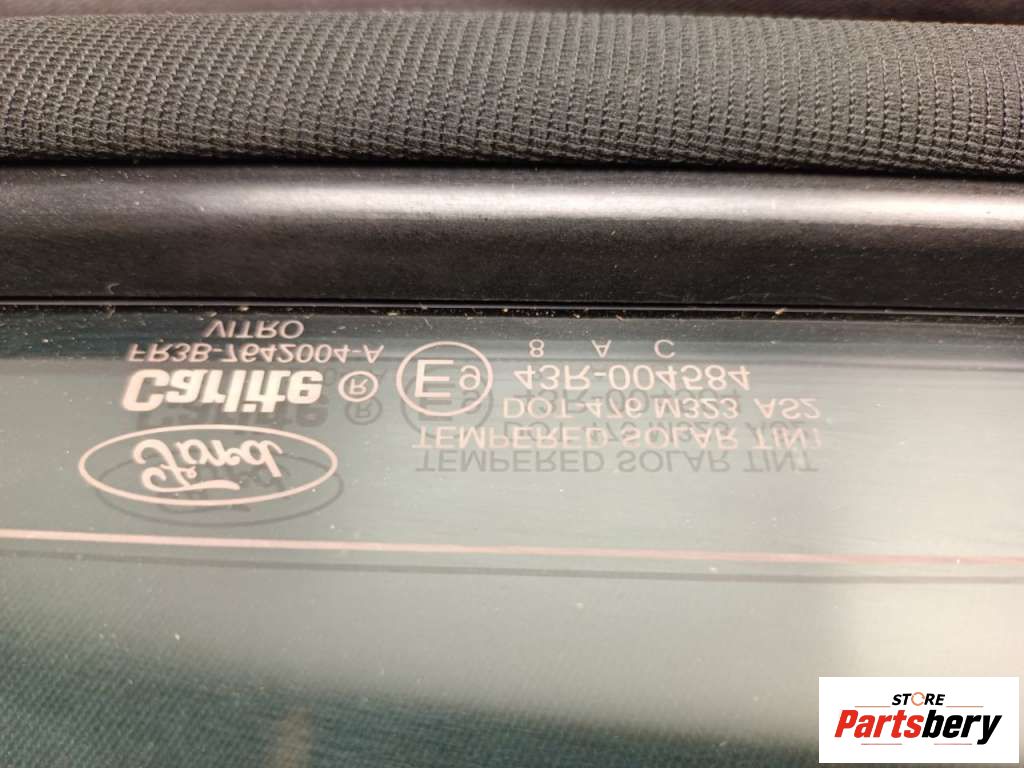 Ford
Carlite ®
FR3B-7642004-A
VITRO
TEMPERED SOLAR TINT
DOT-476 M323 AS2
E9 43R-004584
8 A C
STORE
Partsbery